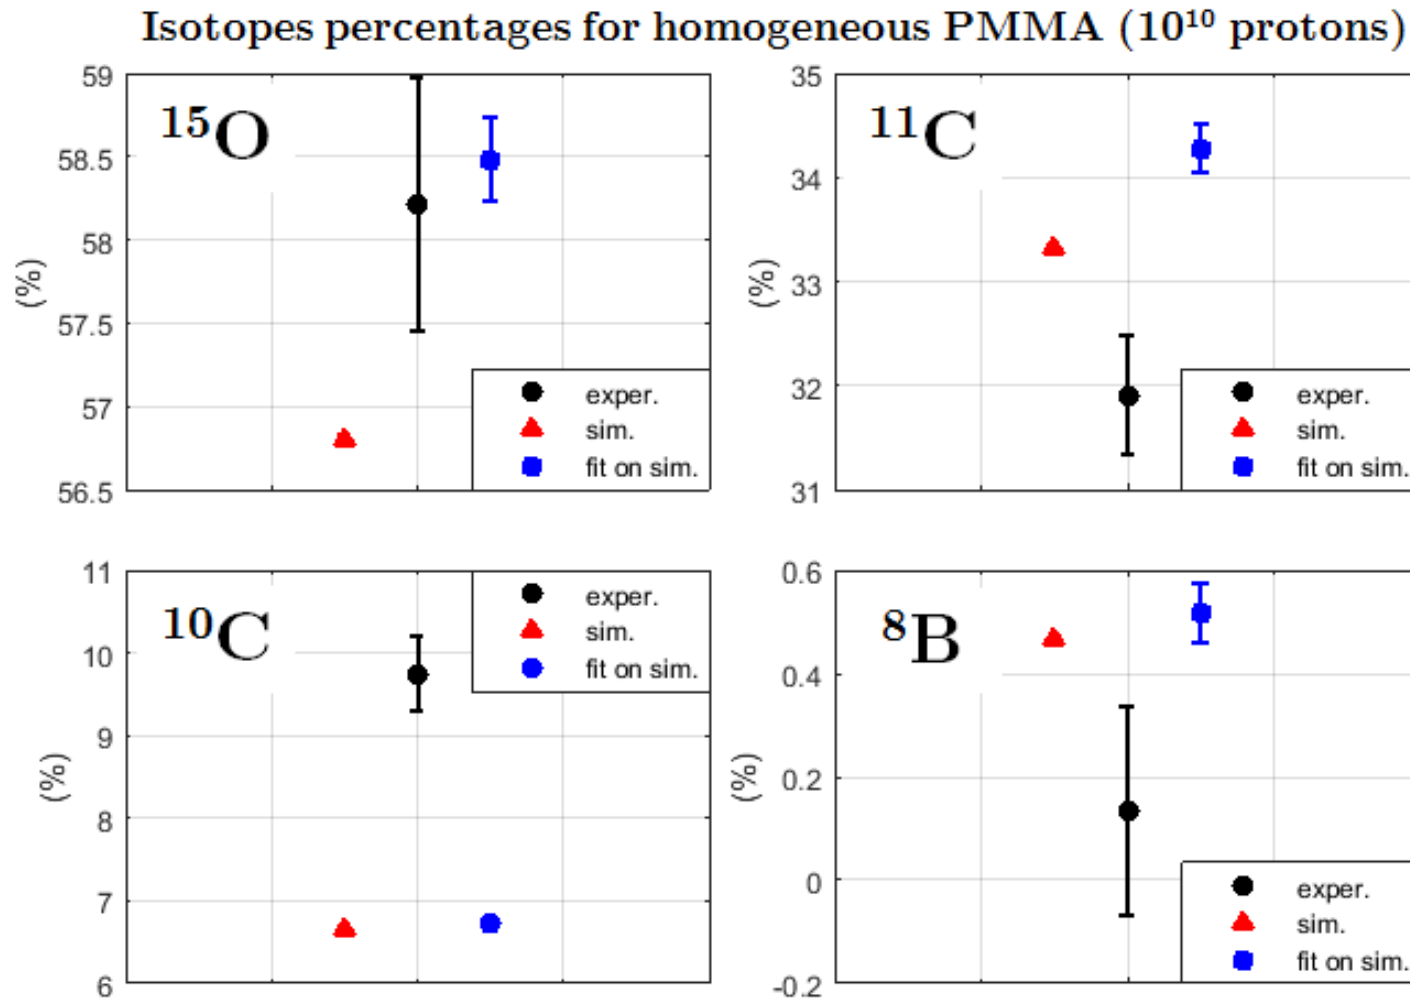 Isotopes percentages for homogeneous PMMA (10¹⁰ protons)
59
58.5
58
57.5
57
56.5
(%)
¹⁵O
exper.
sim.
fit on sim.
35
34
33
32
31
(%)
¹¹C
exper.
sim.
fit on sim.
11
10
9
8
7
6
(%)
¹⁰C
exper.
sim.
fit on sim.
0.6
0.4
0.2
0
-0.2
(%)
⁸B
exper.
sim.
fit on sim.